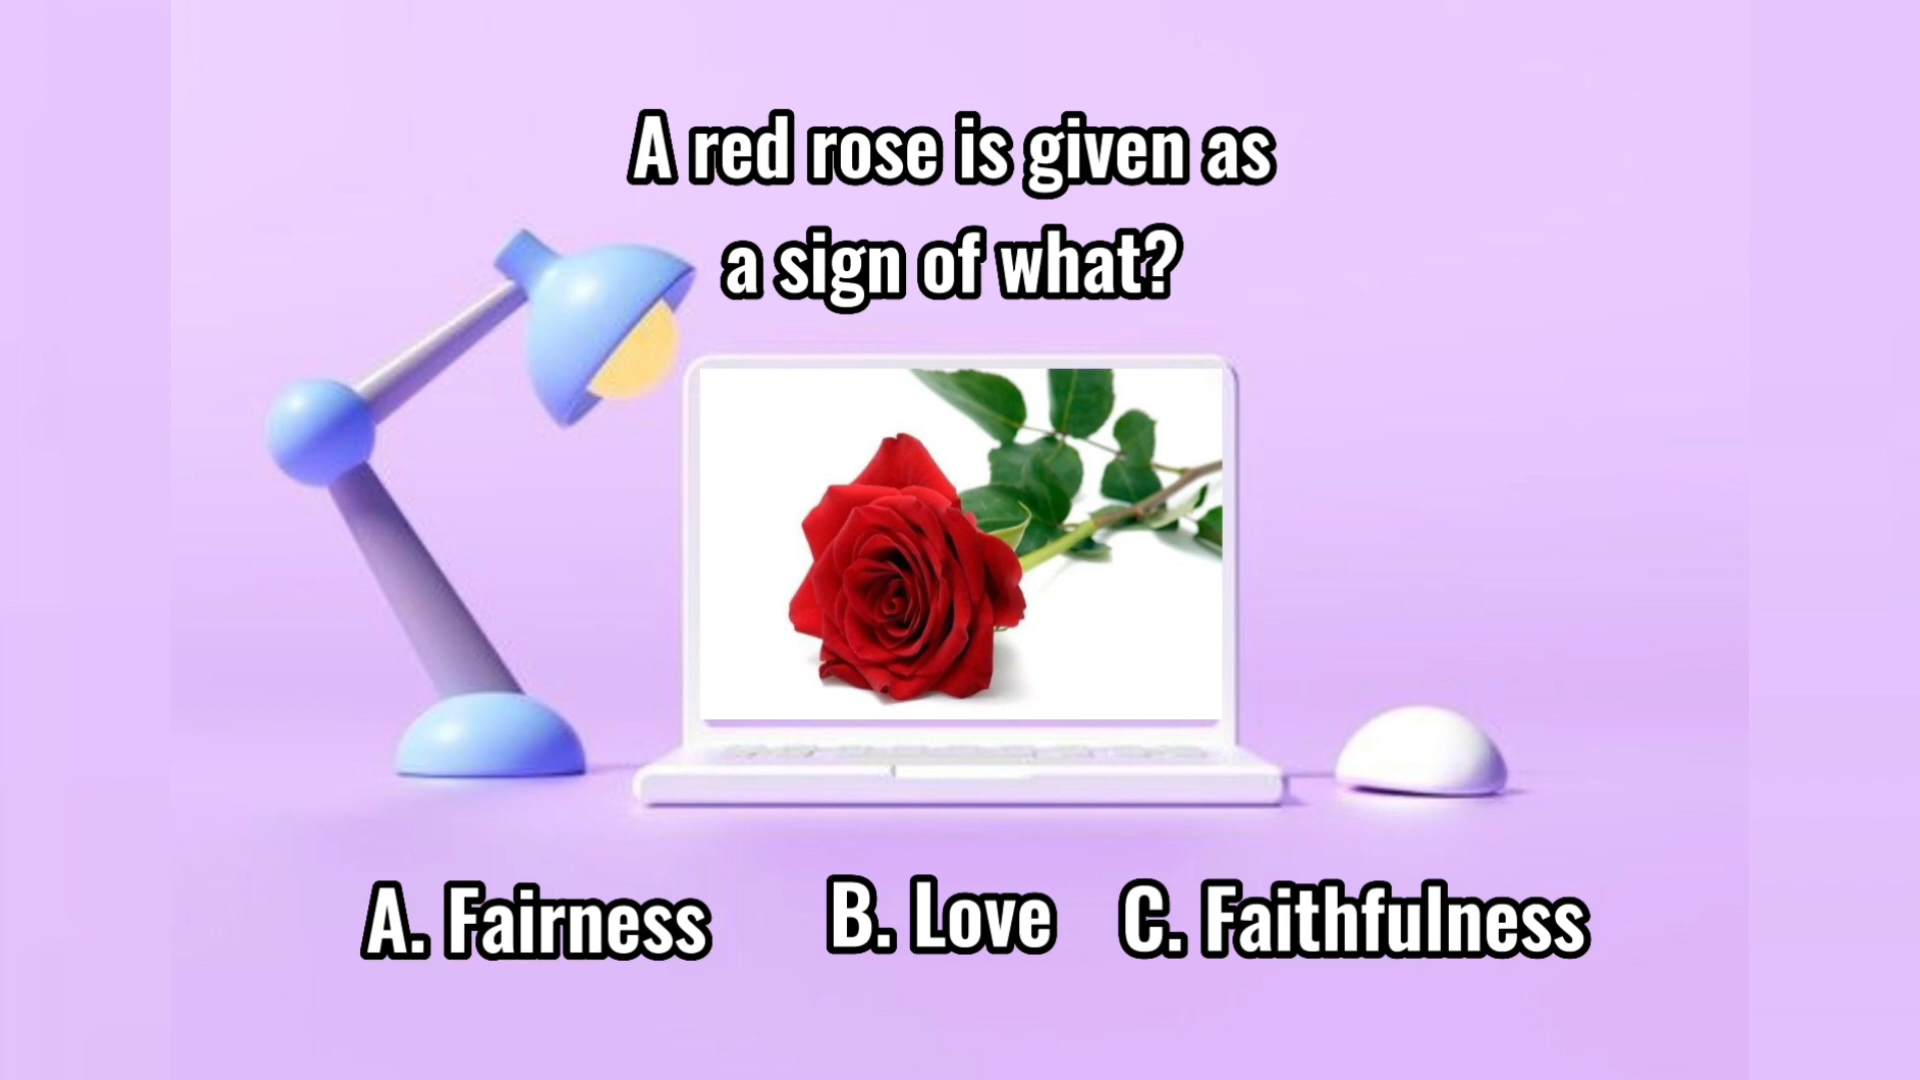 A red rose is given as
a sign of what?
A. Fairness B. Love C. Faithfulness